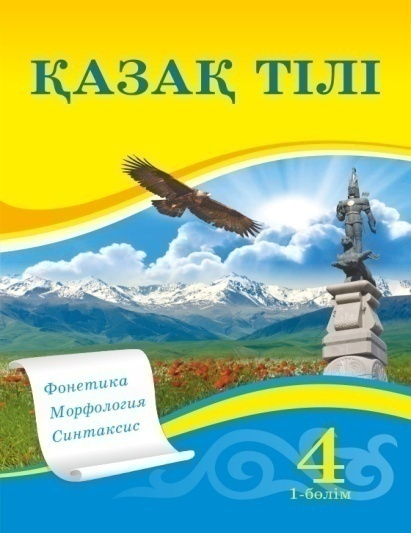 ҚАЗАҚ ТІЛІ
Фонетика
Морфология
Синтаксис
4
1-бөлім